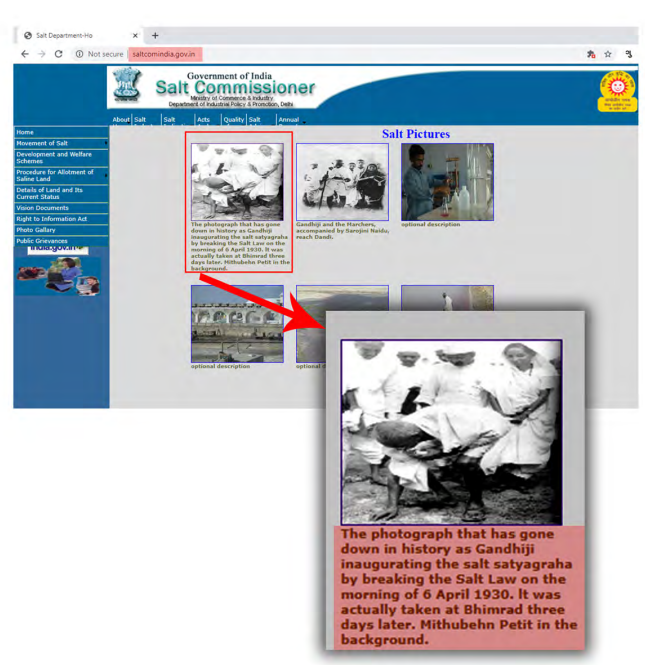 Salt Department-Ho
Not secure saltcomindia.gov.in
Government of India
Salt Commissioner
Ministry of Commerce & Industry
Department of Industrial Policy & Promotion, Delhi
About Salt Salt Acts Quality Salt Annual
Home
Movement of Salt
Development and Welfare
Schemes
Procedure for Allotment of
Saline Land
Details of Land and Its
Current Status
Vision Documents
Right to Information Act
Photo Gallary
Public Grievances
india.gov.in
Salt Pictures
The photograph that has gone
down in history as Gandhiji
inaugurating the salt satyagraha
by breaking the Salt Law on the
morning of 6 April 1930. It was
actually taken at Bhimrad three
days later. Mithubehn Petit in the
background.
Gandhiji and the Marchers,
accompanied by Sarojini Naidu,
reach Dandi.
optional description
optional description
optional
The photograph that has gone
down in history as Gandhiji
inaugurating the salt satyagraha
by breaking the Salt Law on the
morning of 6 April 1930. It was
actually taken at Bhimrad three
days later. Mithubehn Petit in the
background.